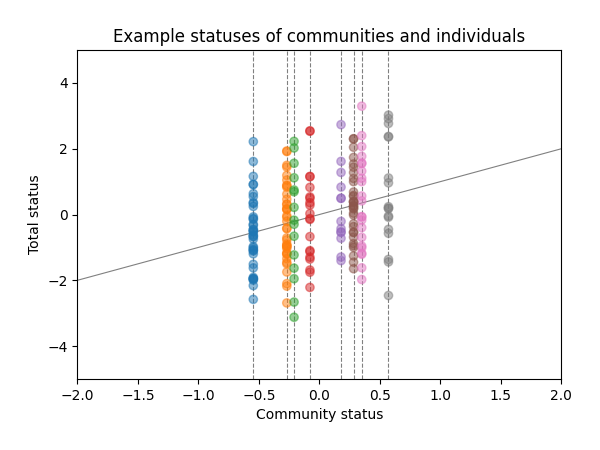 Example statuses of communities and individuals
4
2
0
−2
−4
Total status
−2.0 −1.5 −1.0 −0.5 0.0 0.5 1.0 1.5 2.0
Community status